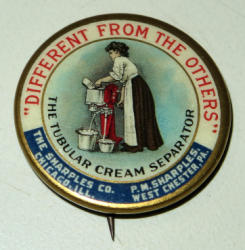 "DIFFERENT FROM THE OTHERS"
THE TUBULAR CREAM SEPARATOR
THE SHARPLES CO.
CHICAGO, ILL.
P.M. SHARPLES,
WEST CHESTER, PA.